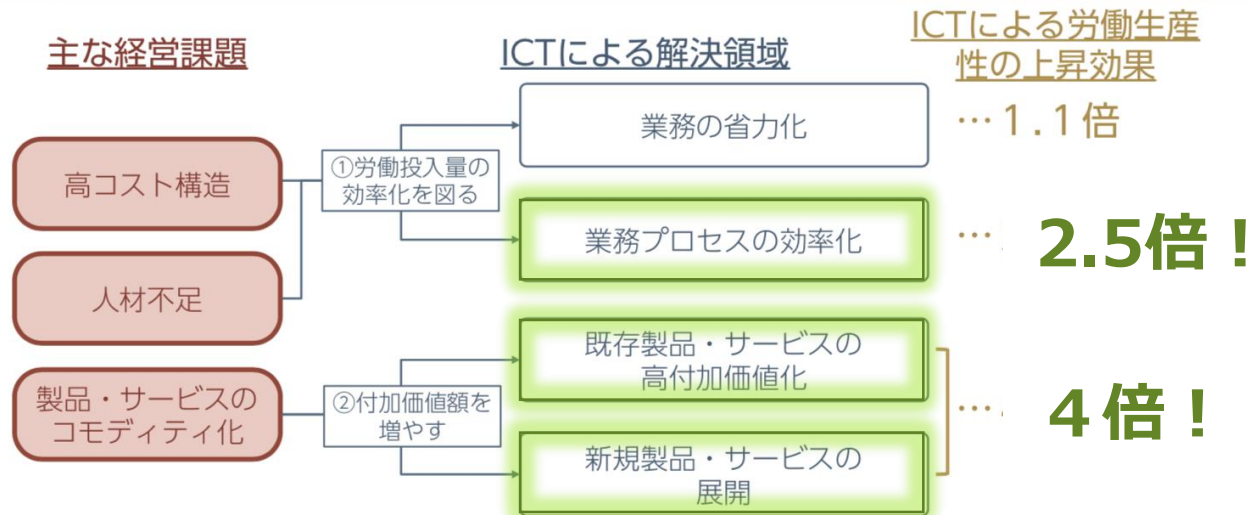 主な経営課題
ICTによる解決領域
ICTによる労働生産
性の上昇効果
高コスト構造
人材不足
製品・サービスの
コモディティ化
①労働投入量の
効率化を図る
②付加価値額を
増やす
業務の省力化
…1.1倍
業務プロセスの効率化
… 2.5倍！
既存製品・サービスの
高付加価値化
新規製品・サービスの
展開
… 4倍！